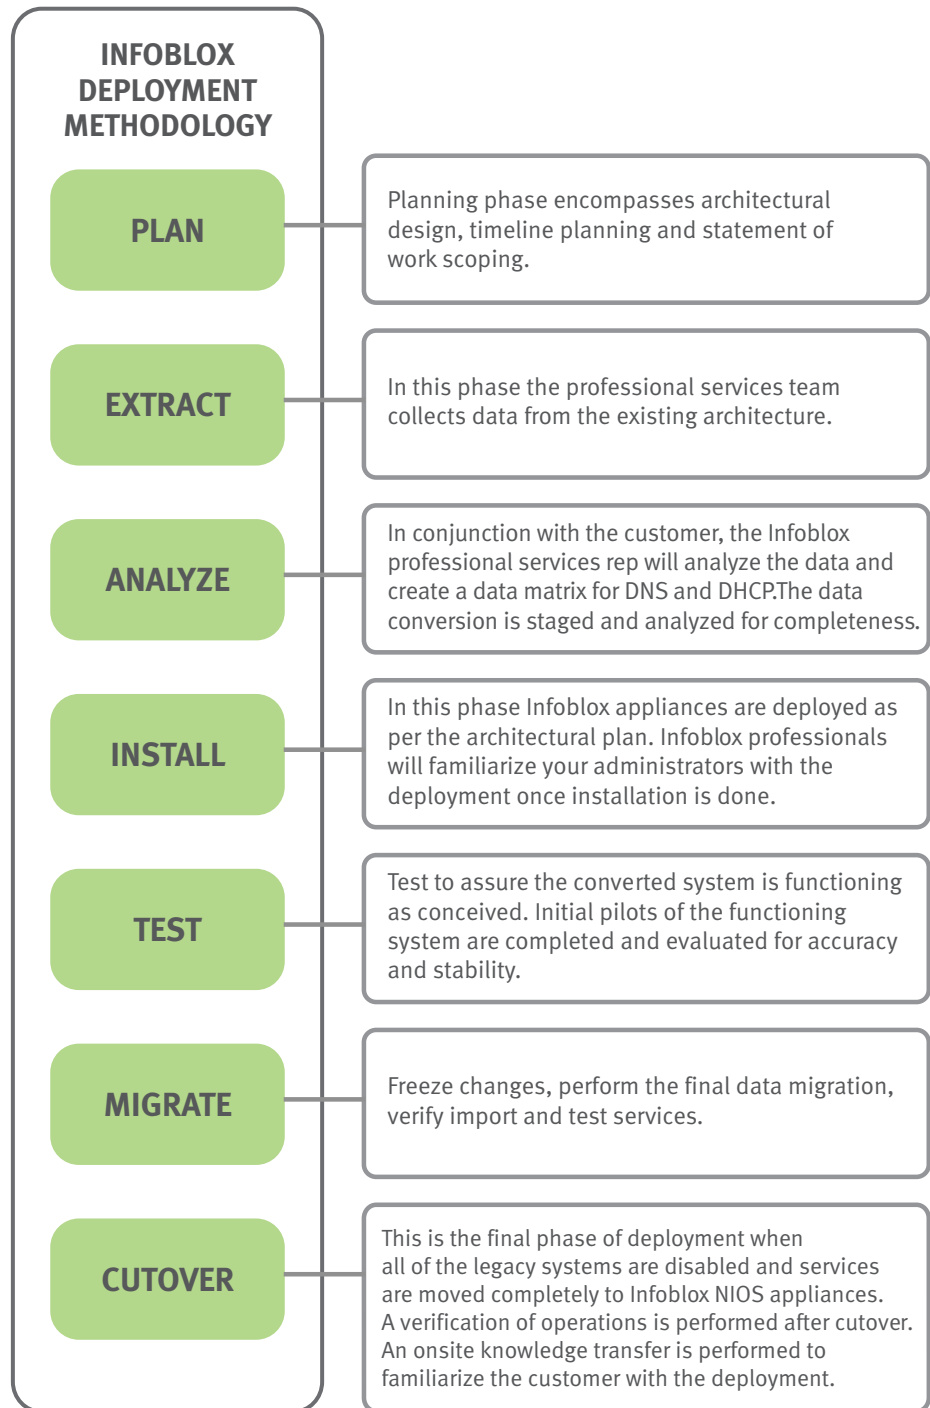 INFOBLOX
DEPLOYMENT
METHODOLOGY
PLAN
Planning phase encompasses architectural
design, timeline planning and statement of
work scoping.
EXTRACT
In this phase the professional services team
collects data from the existing architecture.
ANALYZE
In conjunction with the customer, the Infoblox
professional services rep will analyze the data and
create a data matrix for DNS and DHCP.The data
conversion is staged and analyzed for completeness.
INSTALL
In this phase Infoblox appliances are deployed as
per the architectural plan. Infoblox professionals
will familiarize your administrators with the
deployment once installation is done.
TEST
Test to assure the converted system is functioning
as conceived. Initial pilots of the functioning
system are completed and evaluated for accuracy
and stability.
MIGRATE
Freeze changes, perform the final data migration,
verify import and test services.
CUTOVER
This is the final phase of deployment when
all of the legacy systems are disabled and services
are moved completely to Infoblox NIOS appliances.
A verification of operations is performed after cutover.
An onsite knowledge transfer is performed to
familiarize the customer with the deployment.